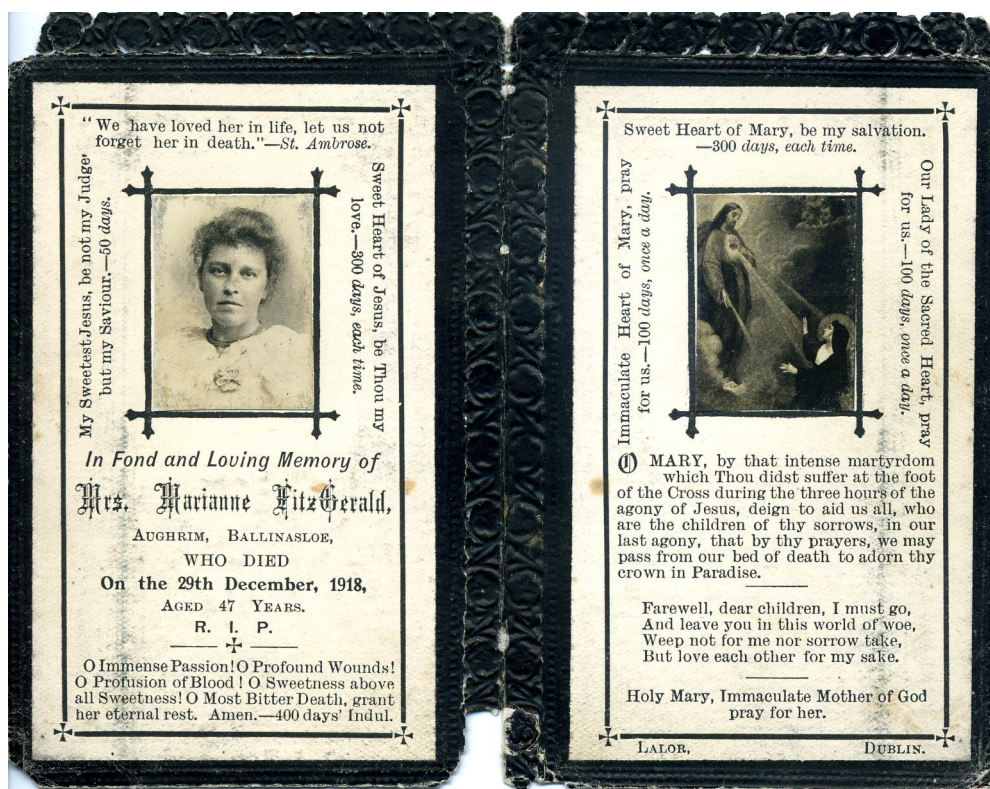 " We have loved her in life, let us not
forget her in death."—St. Ambrose.
My Sweetest Jesus, be not my Judge
but my Saviour.—50 days.
Sweet Heart of Jesus, be Thou my
love.—300 days, each time.
In Fond and Loving Memory of
Mrs. Marianne FitzGerald,
AUGHRIM, BALLINASLOE,
WHO DIED
On the 29th December, 1918,
AGED 47 YEARS.
R. I. P.
O Immense Passion! O Profound Wounds!
O Profusion of Blood! O Sweetness above
all Sweetness! O Most Bitter Death, grant
her eternal rest. Amen.—400 days' Indul.
Sweet Heart of Mary, be my salvation.
—300 days, each time.
Immaculate Heart of Mary, pray
for us.—100 days, once a day.
Our Lady of the Sacred Heart, pray
for us.—100 days, once a day.
O MARY, by that intense martyrdom
which Thou didst suffer at the foot
of the Cross during the three hours of the
agony of Jesus, deign to aid us all, who
are the children of thy sorrows, in our
last agony, that by thy prayers, we may
pass from our bed of death to adorn thy
crown in Paradise.
Farewell, dear children, I must go,
And leave you in this world of woe,
Weep not for me nor sorrow take,
But love each other for my sake.
Holy Mary, Immaculate Mother of God
pray for her.
LALOR, DUBLIN.